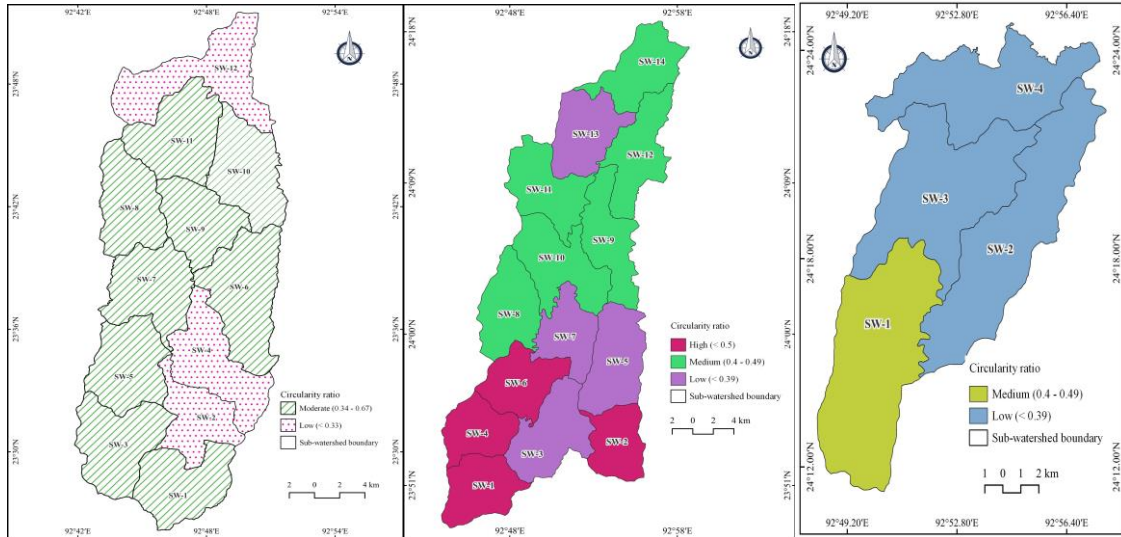 92°42'E 92°48'E 92°54'E
23°48'N
23°42'N
23°36'N
23°30'N
SW-12
SW-11
SW-10
SW-8
SW-9
SW-7
SW-6
SW-4
SW-5
SW-2
SW-3
SW-1
Circularity ratio
Moderate (0.34 - 0.67)
Low (< 0.33)
Sub-watershed boundary
2 0 2 4 km
92°42'E 92°48'E 92°54'E
92°48'E 92°58'E
24°18'N 24°18'N
23°48'N
24°09'N 24°09'N
23°42'N
24°00'N 24°00'N
23°36'N
23°51'N 23°51'N
23°30'N
SW-14
SW-13
SW-12
SW-11
SW-9
SW-10
SW-8
SW-7
SW-5
SW-6
SW-4
SW-2
SW-3
SW-1
Circularity ratio
High (< 0.5)
Medium (0.4 - 0.49)
Low (< 0.39)
Sub-watershed boundary
2 0 2 4 km
92°48'E 92°58'E
92°49.20'E 92°52.80'E 92°56.40'E
24°24.00'N 24°24.00'N
24°18.00'N 24°18.00'N
24°12.00'N 24°12.00'N
SW-4
SW-3
SW-2
SW-1
Circularity ratio
Medium (0.4 - 0.49)
Low (< 0.39)
Sub-watershed boundary
1 0 1 2 km
92°49.20'E 92°52.80'E 92°56.40'E